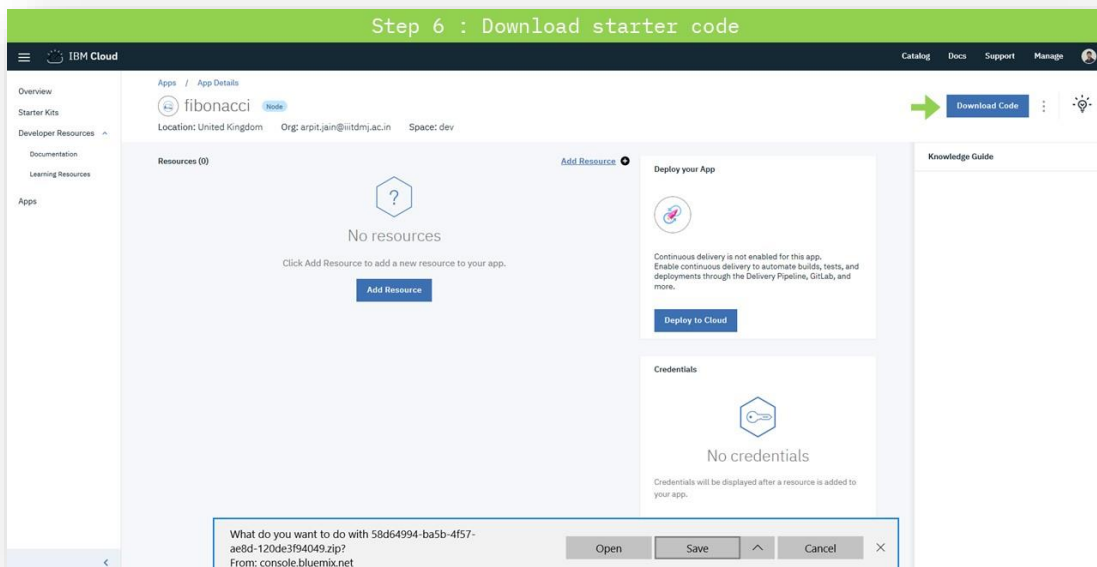 Step 6 : Download starter code
IBM Cloud
Catalog Docs Support Manage
Overview
Starter Kits
Developer Resources
Documentation
Learning Resources
Apps
Apps / App Details
fibonacci Node
Location: United Kingdom Org: arpit.jain@iiitdmj.ac.in Space: dev
Download Code
Resources (0)
Add Resource
?
No resources
Click Add Resource to add a new resource to your app.
Add Resource
Deploy your App
Continuous delivery is not enabled for this app.
Enable continuous delivery to automate builds, tests, and
deployments through the Delivery Pipeline, GitLab, and
more.
Deploy to Cloud
Credentials
No credentials
Credentials will be displayed after a resource is added to
your app.
Knowledge Guide
What do you want to do with 58d64994-ba5b-4f57-
ae8d-120de3f94049.zip?
From: console.bluemix.net
Open Save Cancel